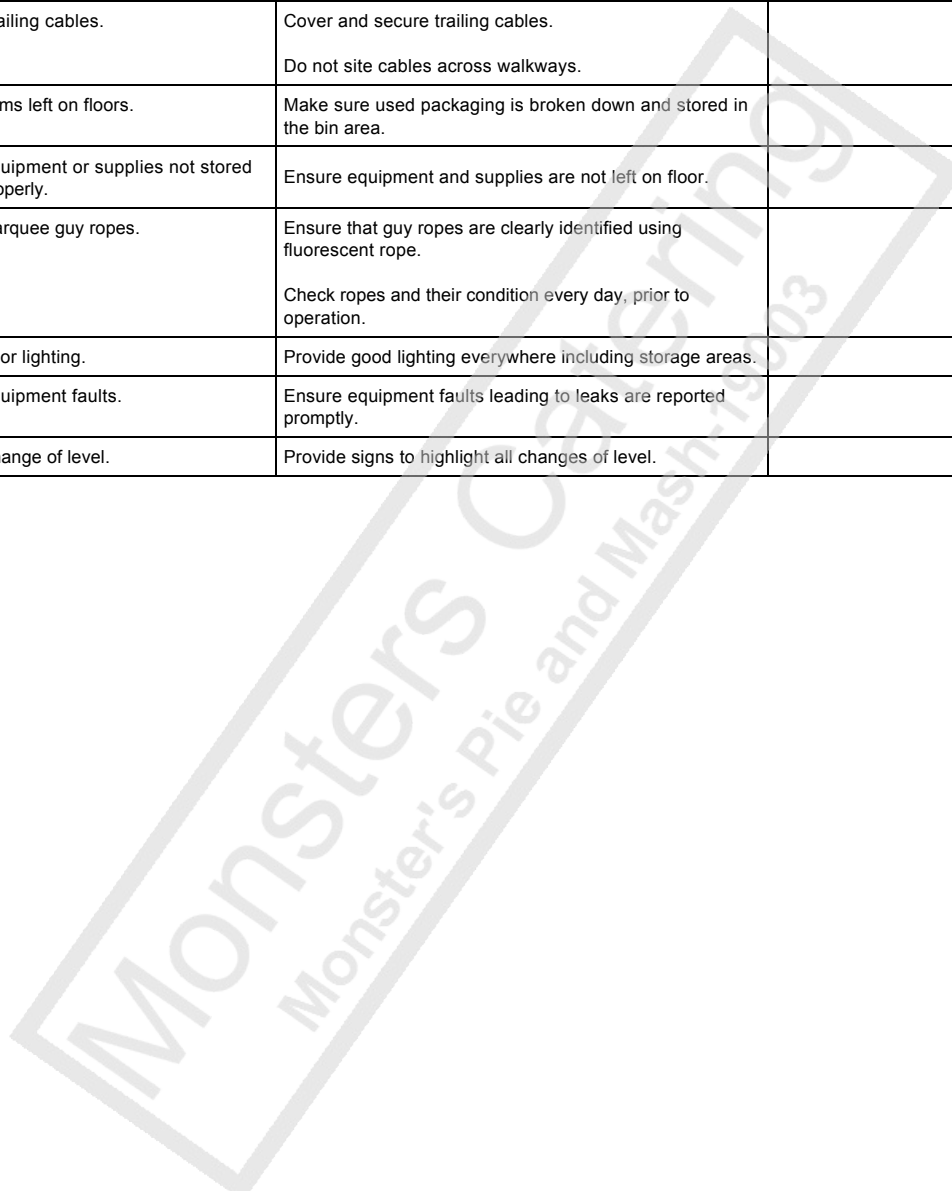 ailing cables.
Cover and secure trailing cables.
Do not site cables across walkways.
ms left on floors.
Make sure used packaging is broken down and stored in
the bin area.
uipment or supplies not stored
operly.
Ensure equipment and supplies are not left on floor.
arquee guy ropes.
Ensure that guy ropes are clearly identified using
fluorescent rope.
Check ropes and their condition every day, prior to
operation.
or lighting.
Provide good lighting everywhere including storage areas.
uipment faults.
Ensure equipment faults leading to leaks are reported
promptly.
ange of level.
Provide signs to highlight all changes of level.
Monsters Catering
Monster's Pie and Mash-19003